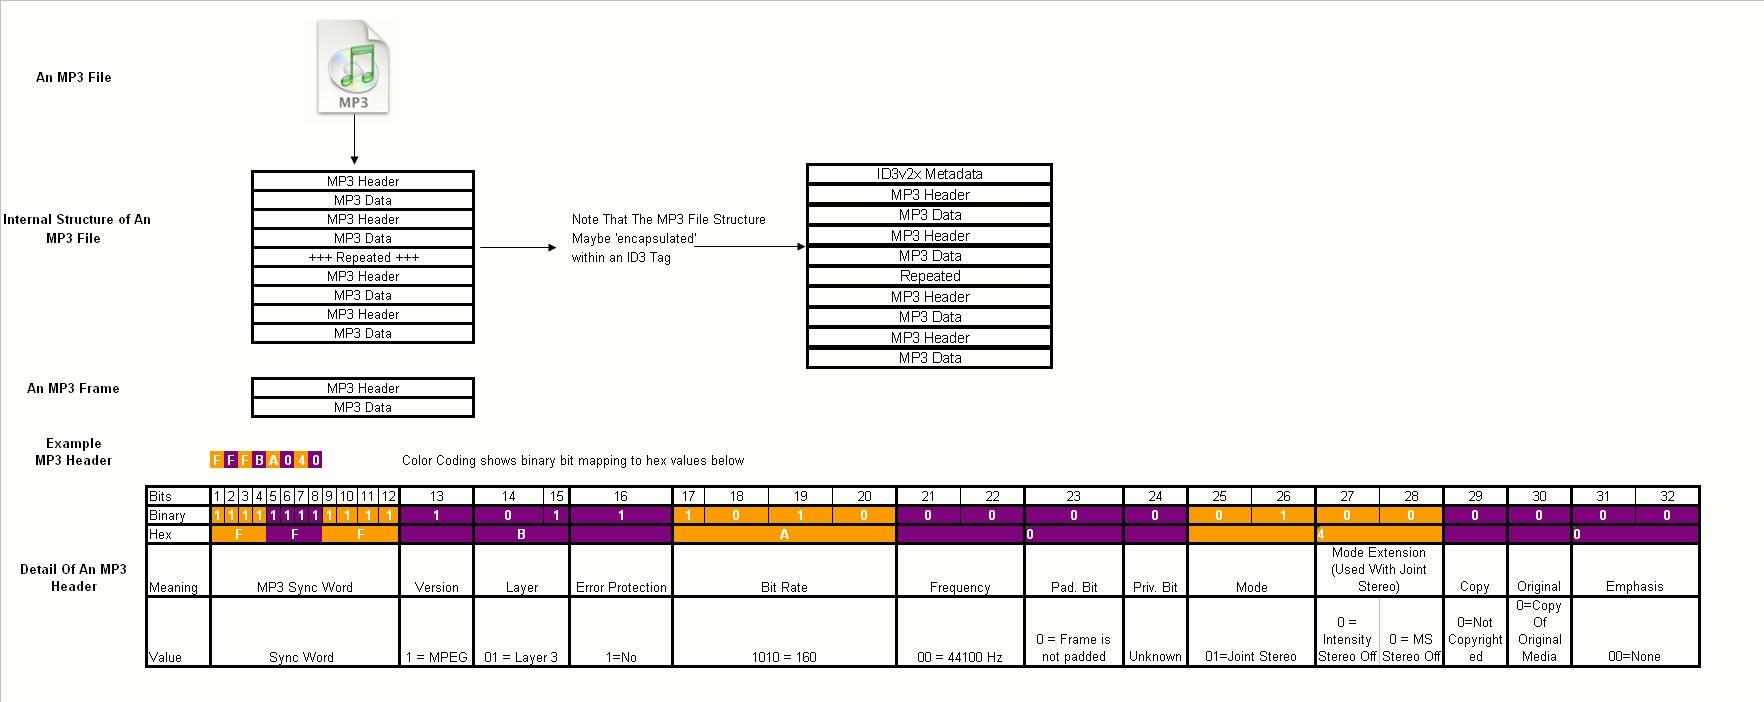 An MP3 File
MP3
Internal Structure of An
MP3 File
MP3 Header
MP3 Data
MP3 Header
MP3 Data
+++ Repeated +++
MP3 Header
MP3 Data
MP3 Header
MP3 Data
Note That The MP3 File Structure
Maybe 'encapsulated'
within an ID3 Tag
ID3v2x Metadata
MP3 Header
MP3 Data
MP3 Header
MP3 Data
Repeated
MP3 Header
MP3 Data
MP3 Header
MP3 Data
An MP3 Frame
MP3 Header
MP3 Data
Example
MP3 Header
F F F B A 0 4 0
Color Coding shows binary bit mapping to hex values below
Detail Of An MP3
Header
Bits 1 2 3 4 5 6 7 8 9 10 11 12 13 14 15 16 17 18 19 20 21 22 23 24 25 26 27 28 29 30 31 32
Binary 1 1 1 1 1 1 1 1 1 1 1 1 1 0 1 1 1 0 1 0 0 0 0 0 0 1 0 0 0 0 0 0
Hex F F F B A 0 4 0
Meaning
MP3 Sync Word
Version
Layer
Error Protection
Bit Rate
Frequency
Pad. Bit
Priv. Bit
Mode
Mode Extension
(Used With Joint
Stereo)
Copy
Original
Emphasis
Value
Sync Word
1 = MPEG
01 = Layer 3
1=No
1010 = 160
00 = 44100 Hz
0 = Frame is
not padded
Unknown
01=Joint Stereo
0 =
Intensity
Stereo Off
0 = MS
Stereo Off
0=Not
Copyright
ed
0=Copy
Of
Original
Media
00=None